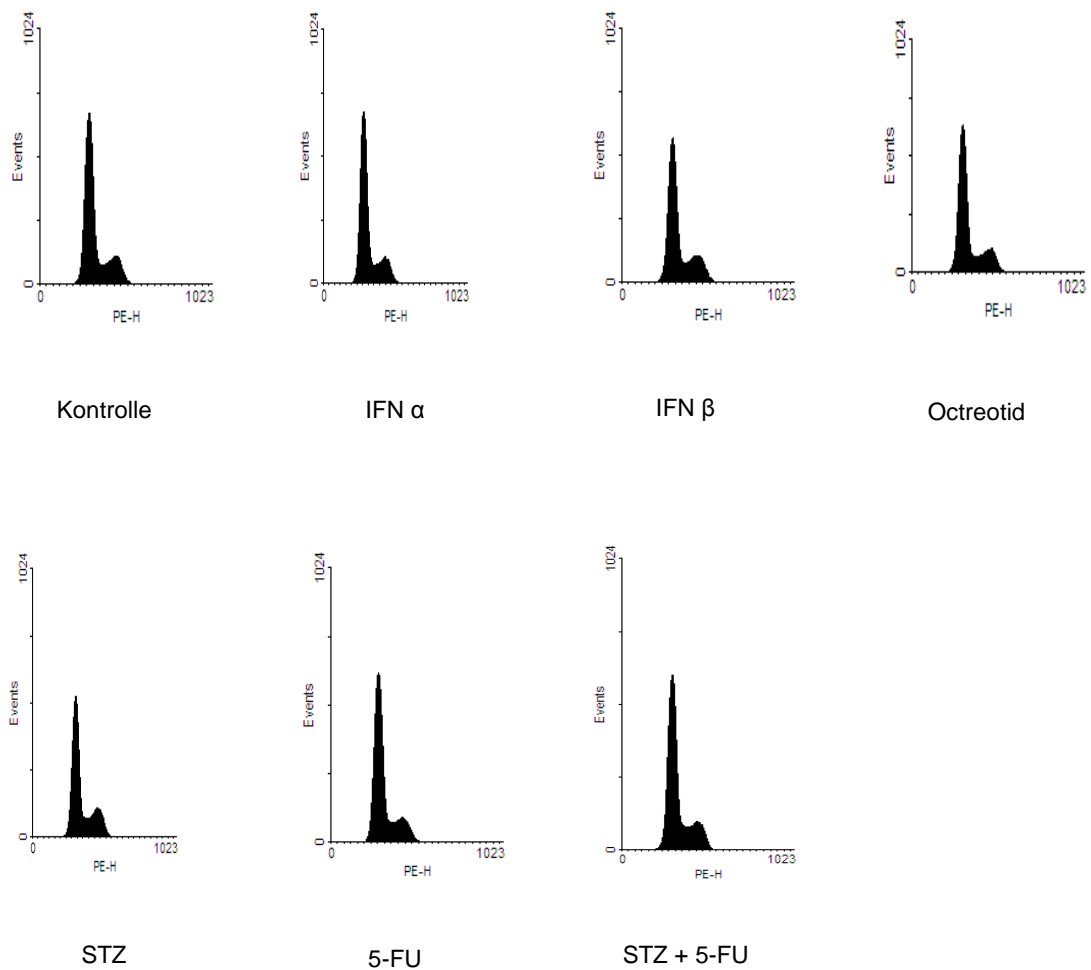 1024
Events
0
0 1023
PE-H
Kontrolle
1024
Events
0
0 1023
PE-H
IFN α
1024
Events
0
0 1023
PE-H
IFN β
1024
Events
0
0 1023
PE-H
Octreotid
1024
Events
0
0 1023
PE-H
STZ
1024
Events
0
0 1023
PE-H
5-FU
1024
Events
0
0 1023
PE-H
STZ + 5-FU